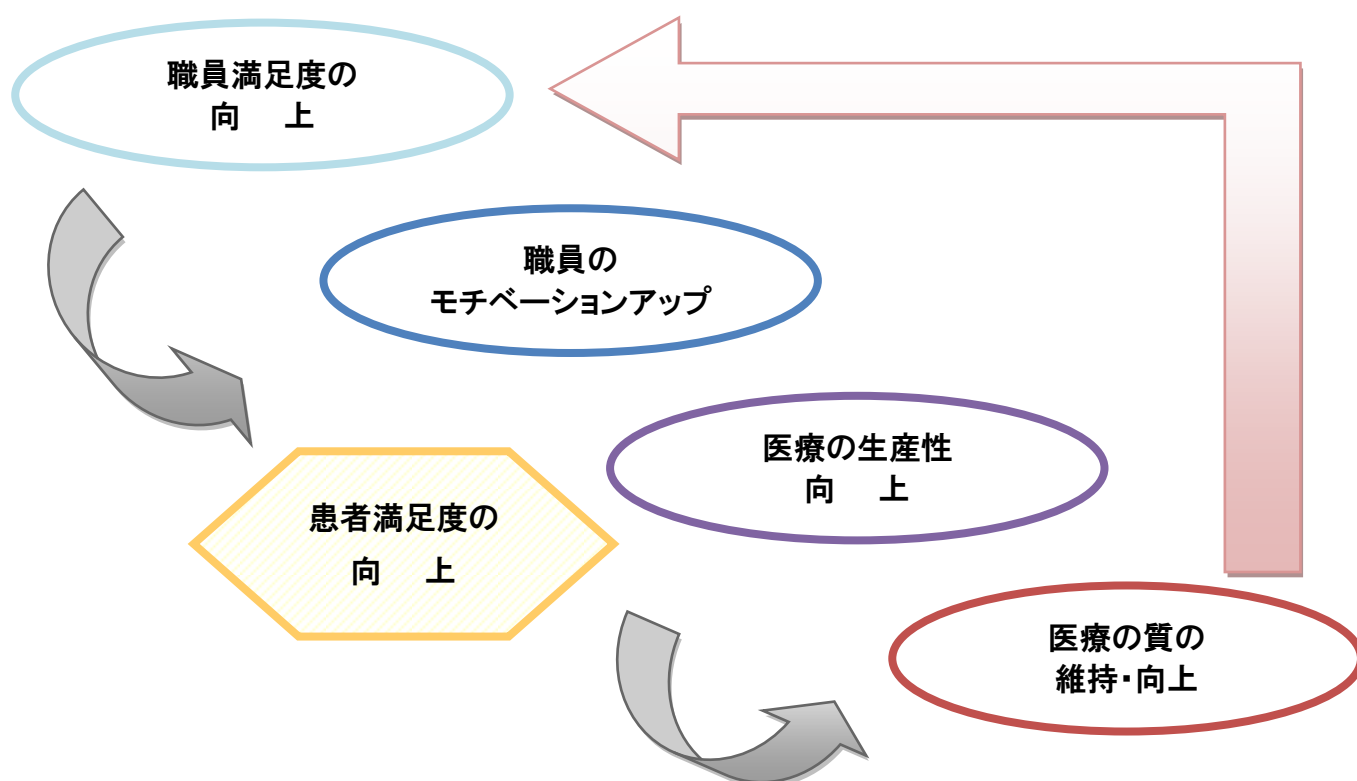 職員満足度の
向　上
職員の
モチベーションアップ
医療の生産性
向　上
患者満足度の
向　上
医療の質の
維持・向上